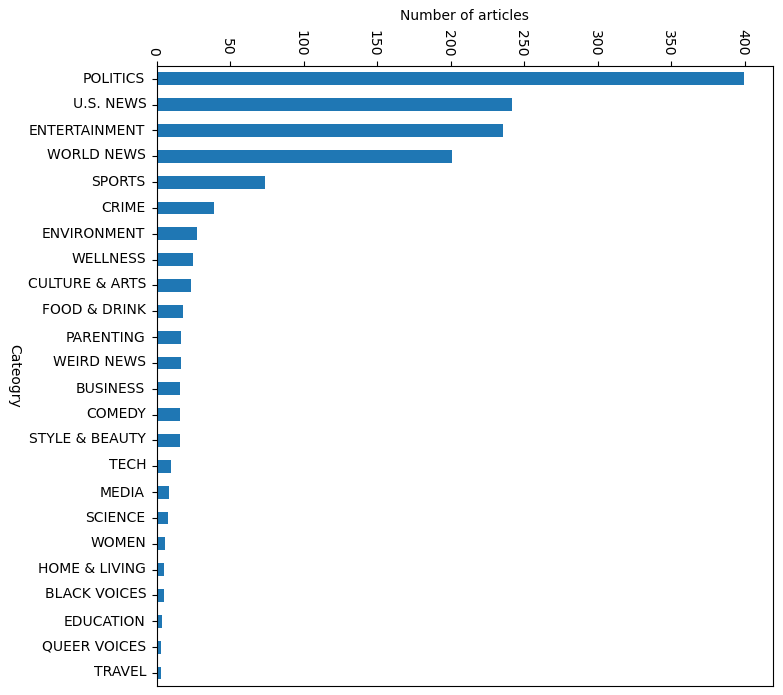 Number of articles
0 50 100 150 200 250 300 350 400
POLITICS
U.S. NEWS
ENTERTAINMENT
WORLD NEWS
SPORTS
CRIME
ENVIRONMENT
WELLNESS
CULTURE & ARTS
FOOD & DRINK
PARENTING
WEIRD NEWS
BUSINESS
COMEDY
STYLE & BEAUTY
TECH
MEDIA
SCIENCE
WOMEN
HOME & LIVING
BLACK VOICES
EDUCATION
QUEER VOICES
TRAVEL
Cateogry